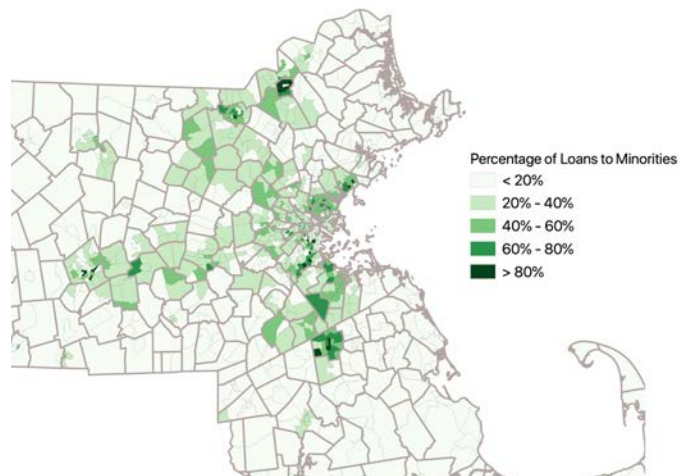 Percentage of Loans to Minorities
< 20%
20% - 40%
40% - 60%
60% - 80%
> 80%